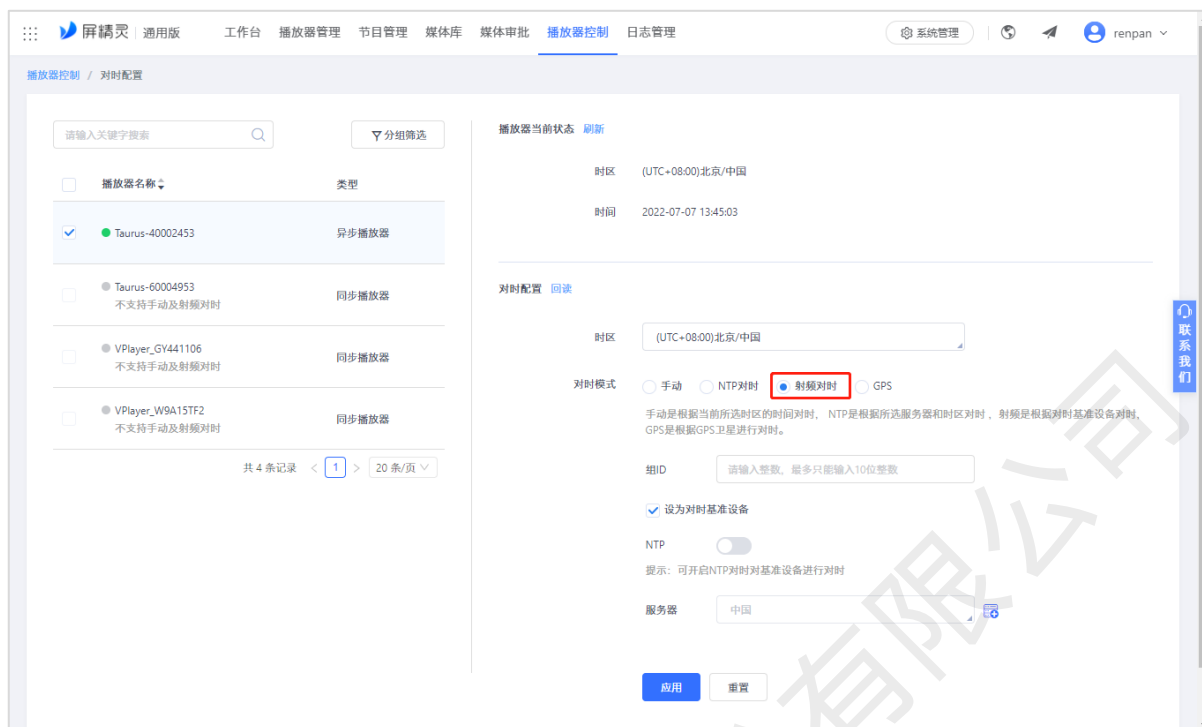 屏精灵 通用版 工作台 播放器管理 节目管理 媒体库 媒体审批 播放器控制 日志管理 系统管理 renpan
播放器控制 / 对时配置
请输入关键字搜索 分组筛选
播放器名称 类型
Taurus-40002453 异步播放器
Taurus-60004953
不支持手动及射频对时 同步播放器
VPlayer_GY441106
不支持手动及射频对时 同步播放器
VPlayer_W9A15TF2
不支持手动及射频对时 同步播放器
共 4 条记录 < 1 > 20 条/页
播放器当前状态 刷新
时区 (UTC+08:00)北京/中国
时间 2022-07-07 13:45:03
对时配置 回读
时区 (UTC+08:00)北京/中国
对时模式 手动 NTP对时 射频对时 GPS
手动是根据当前所选时区的时间对时， NTP是根据所选服务器和时区对时，射频是根据对时基准设备对时，
GPS是根据GPS卫星进行对时。
组ID 请输入整数，最多只能输入10位整数
设为对时基准设备
NTP
提示：可开启NTP对时对基准设备进行对时
服务器 中国
应用 重置
联系我们
有限公司